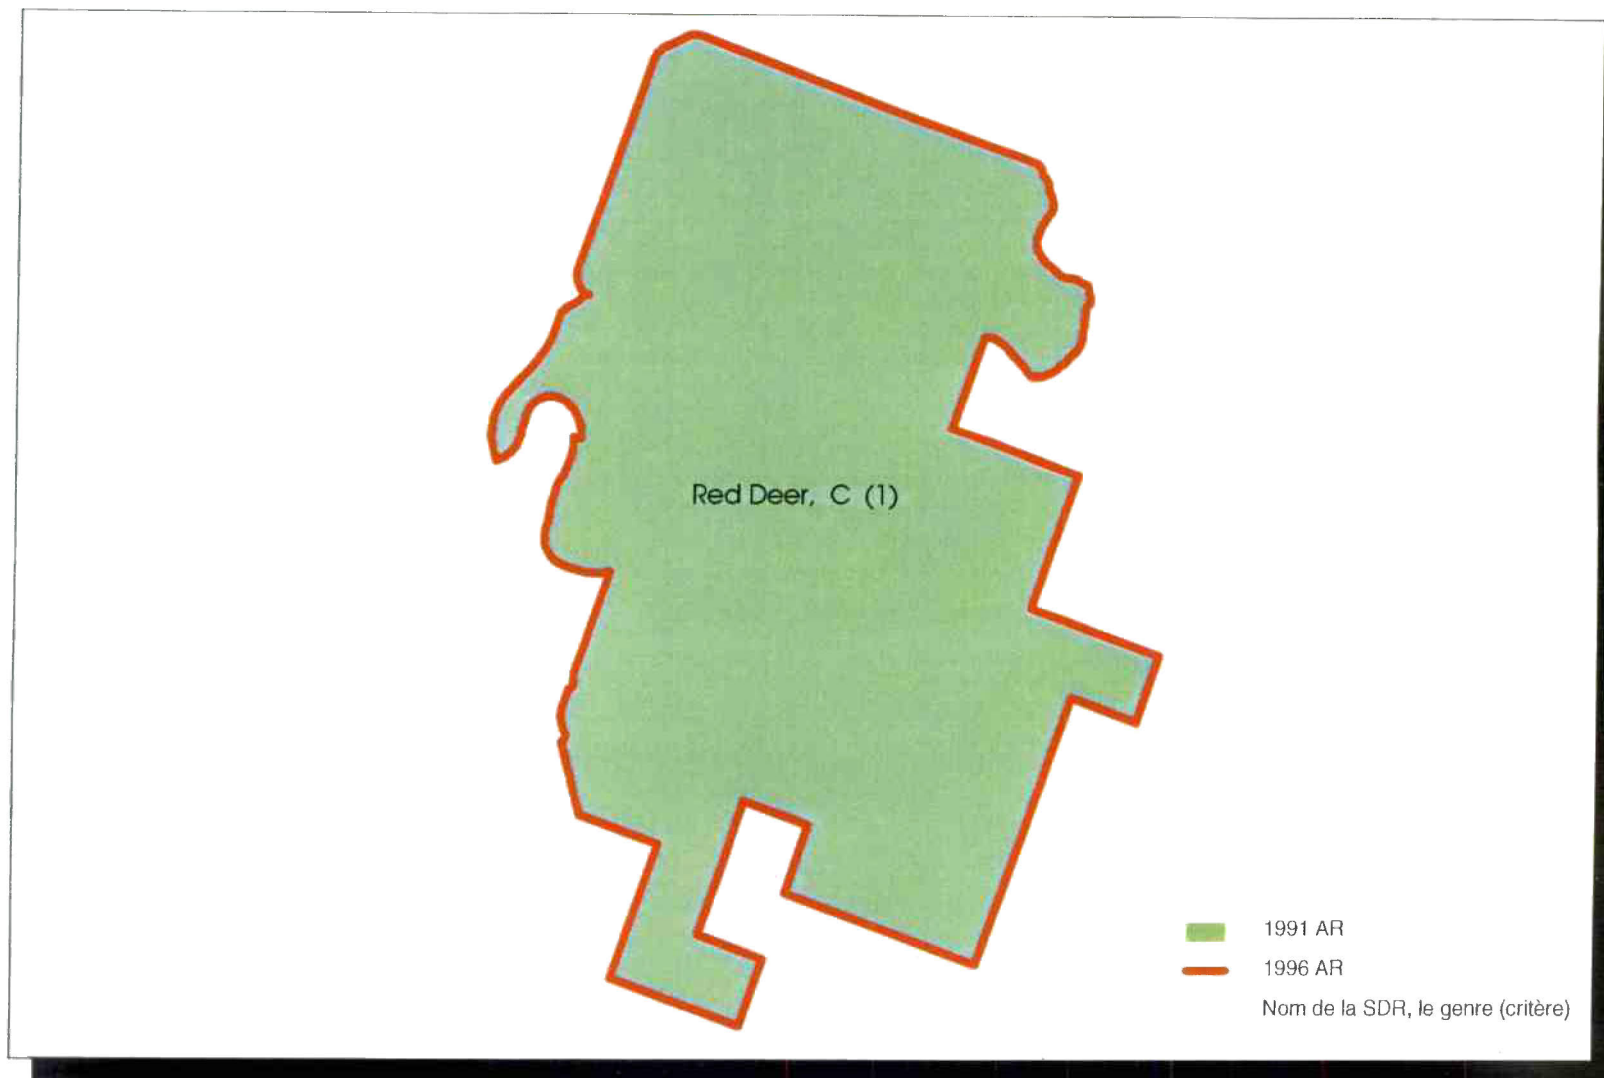 Red Deer, C (1)
1991 AR
1996 AR
Nom de la SDR, le genre (critère)